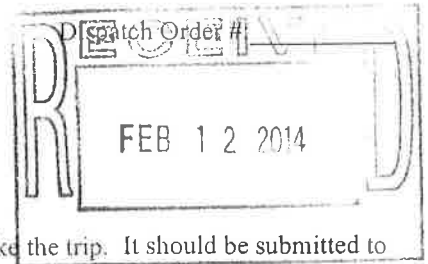 Dispatch Order #
RECEIVED
FEB 12 2014
the trip. It should be submitted to